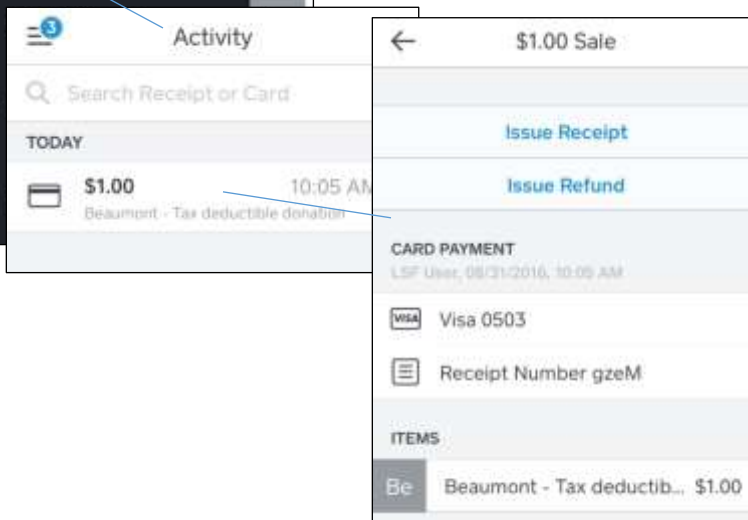 3
Activity
Search Receipt or Card
TODAY
$1.00 10:05 AM
Beaumont - Tax deductible donation
$1.00 Sale
Issue Receipt
Issue Refund
CARD PAYMENT
LSF User, 08/31/2016, 10:05 AM
VISA Visa 0503
Receipt Number gzeM
ITEMS
Be Beaumont - Tax deductib... $1.00